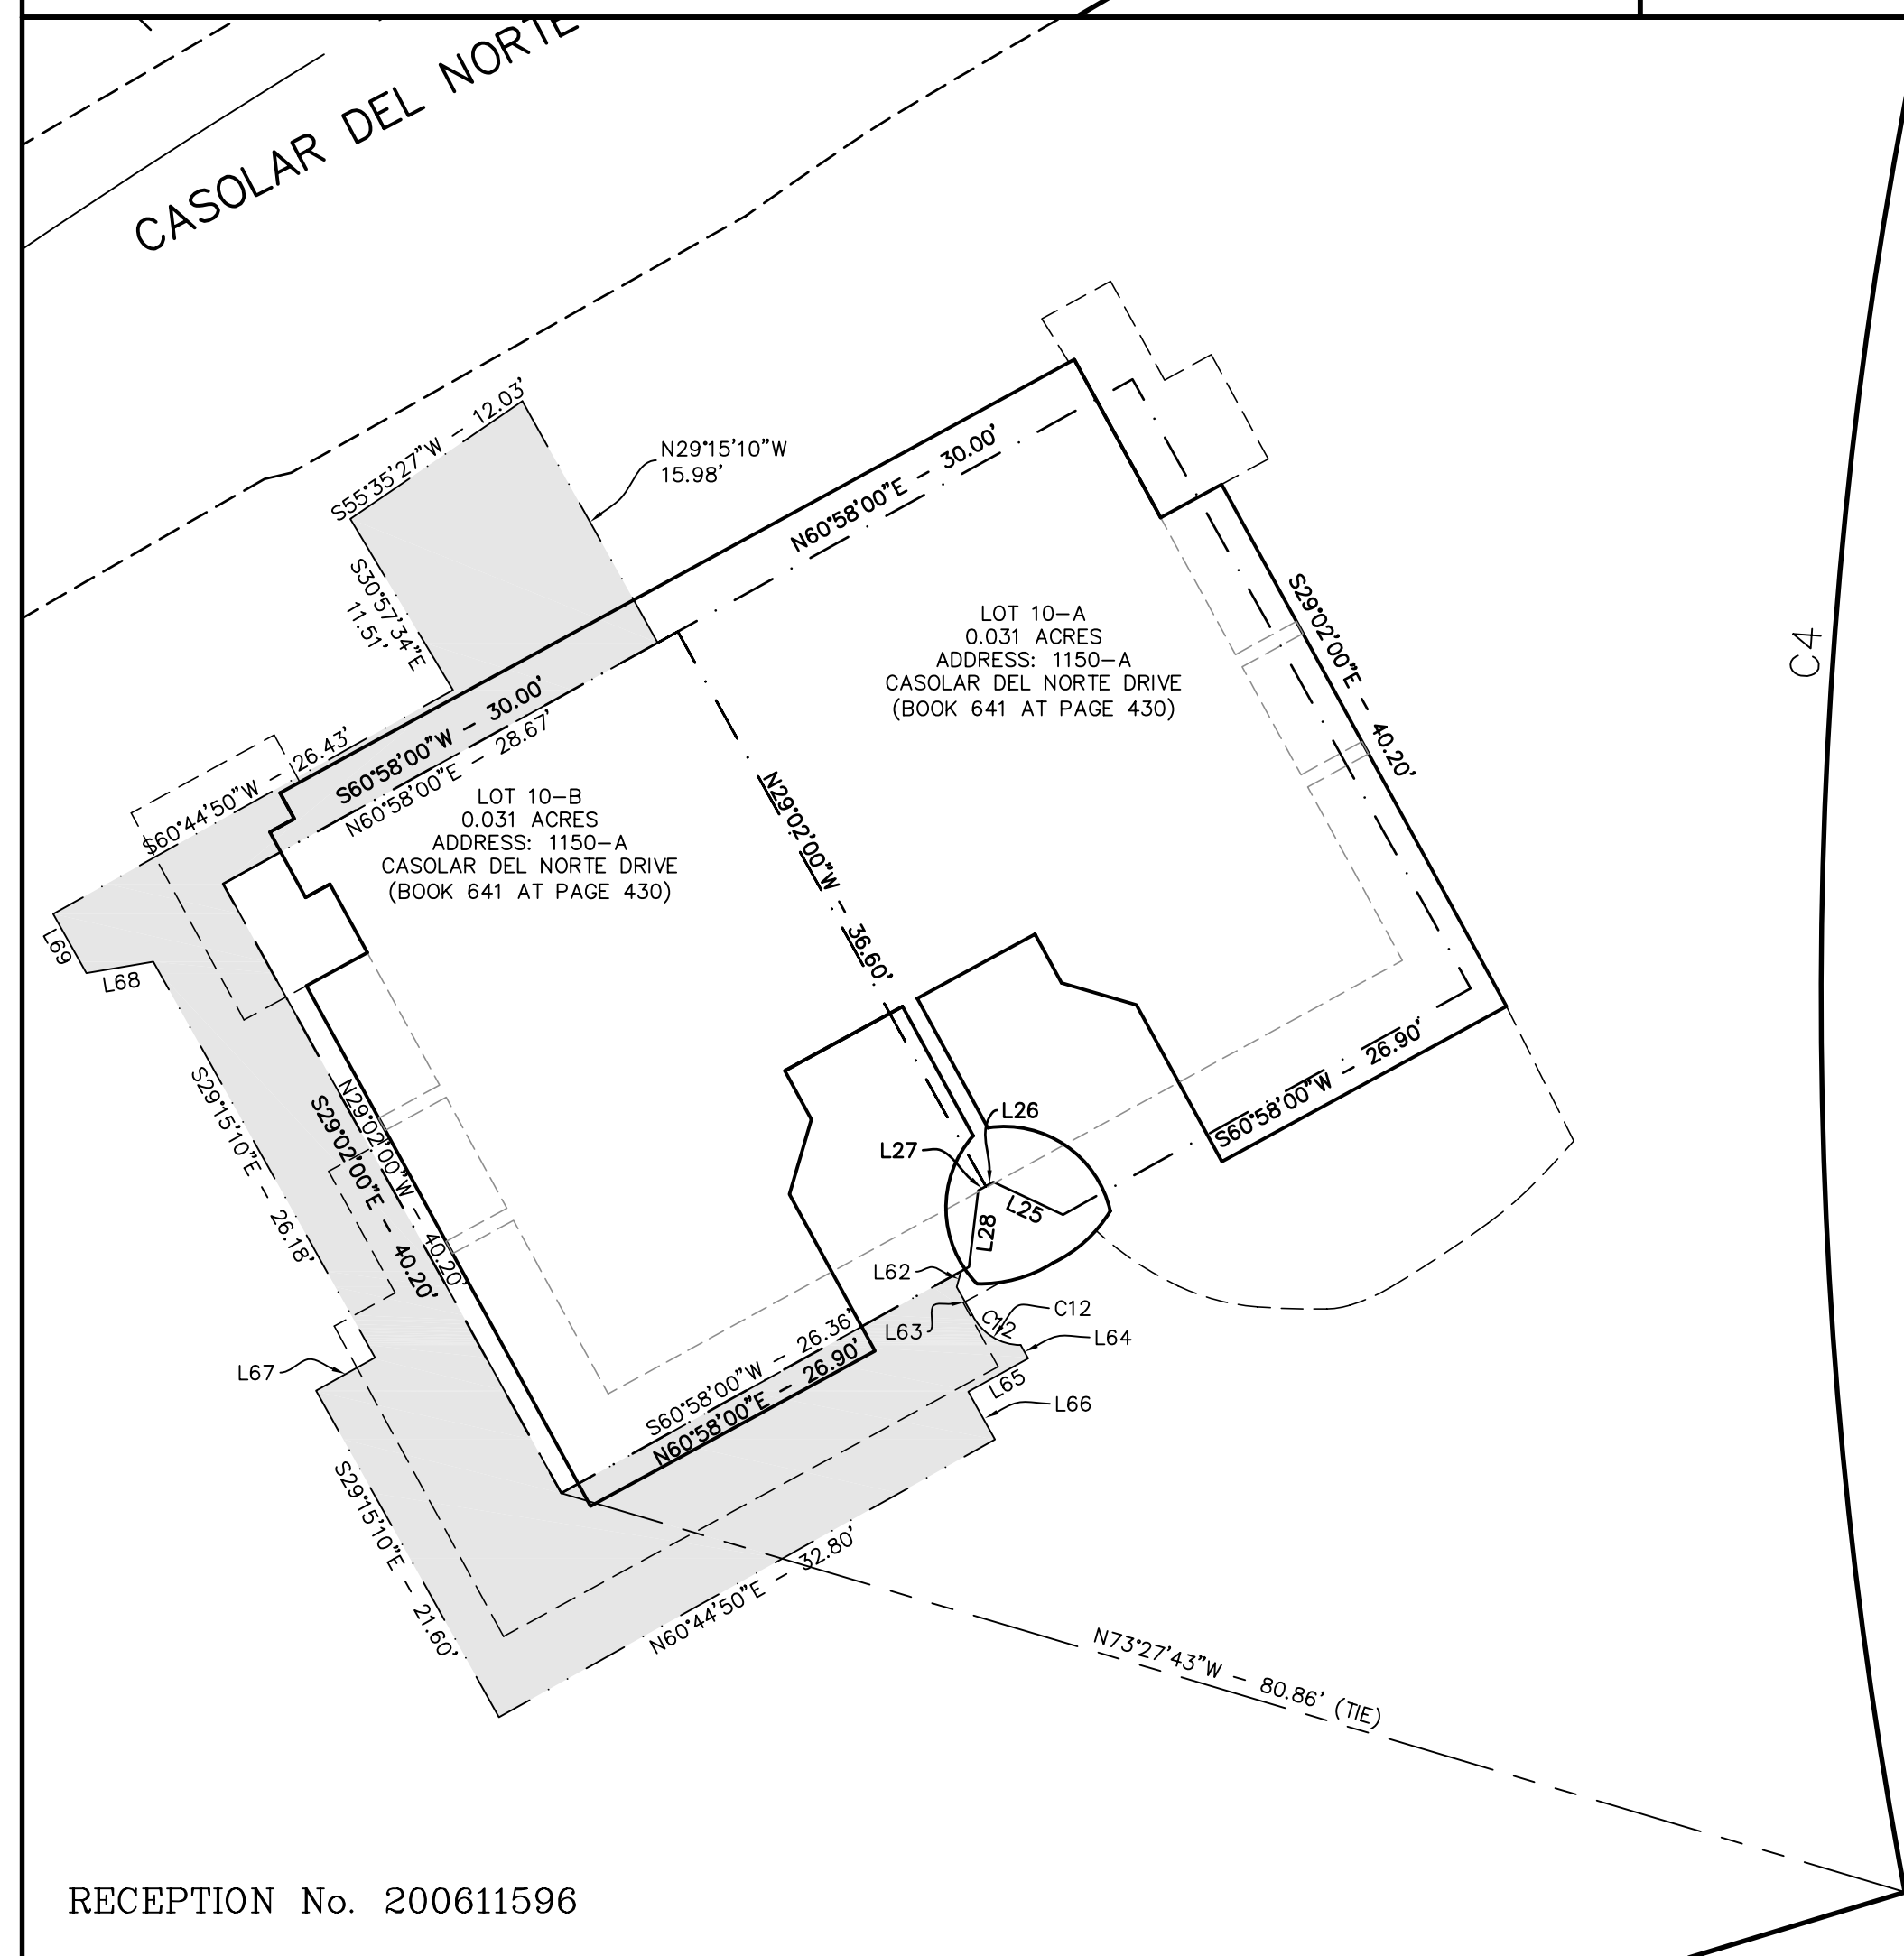 CASOLAR DEL NORTE
S55°35'27"W - 12.03'
N29°15'10"W
15.98'
N60°58'00"E - 30.00'
S30°57'34"E
11.51'
S29°02'00"E - 40.20'
C4
LOT 10-A
0.031 ACRES
ADDRESS: 1150-A
CASOLAR DEL NORTE DRIVE
(BOOK 641 AT PAGE 430)
S60°44'50"W - 26.43'
S60°58'00"W - 30.00'
N60°58'00"E - 28.67'
LOT 10-B
0.031 ACRES
ADDRESS: 1150-A
CASOLAR DEL NORTE DRIVE
(BOOK 641 AT PAGE 430)
N29°02'00"W - 36.60'
L69
L68
S29°15'10"E - 26.18'
S29°02'00"E - 40.20'
N29°02'00"W - 40.20'
S60°58'00"W - 26.90'
L26
L27
L25
L28
L62
L63
C12
C12
L64
L65
L66
L67
S60°58'00"W - 26.36'
N60°58'00"E - 26.90'
S29°15'10"E - 21.60'
N60°44'50"E - 32.80'
N73°27'43"W - 80.86' (TIE)
RECEPTION No. 200611596